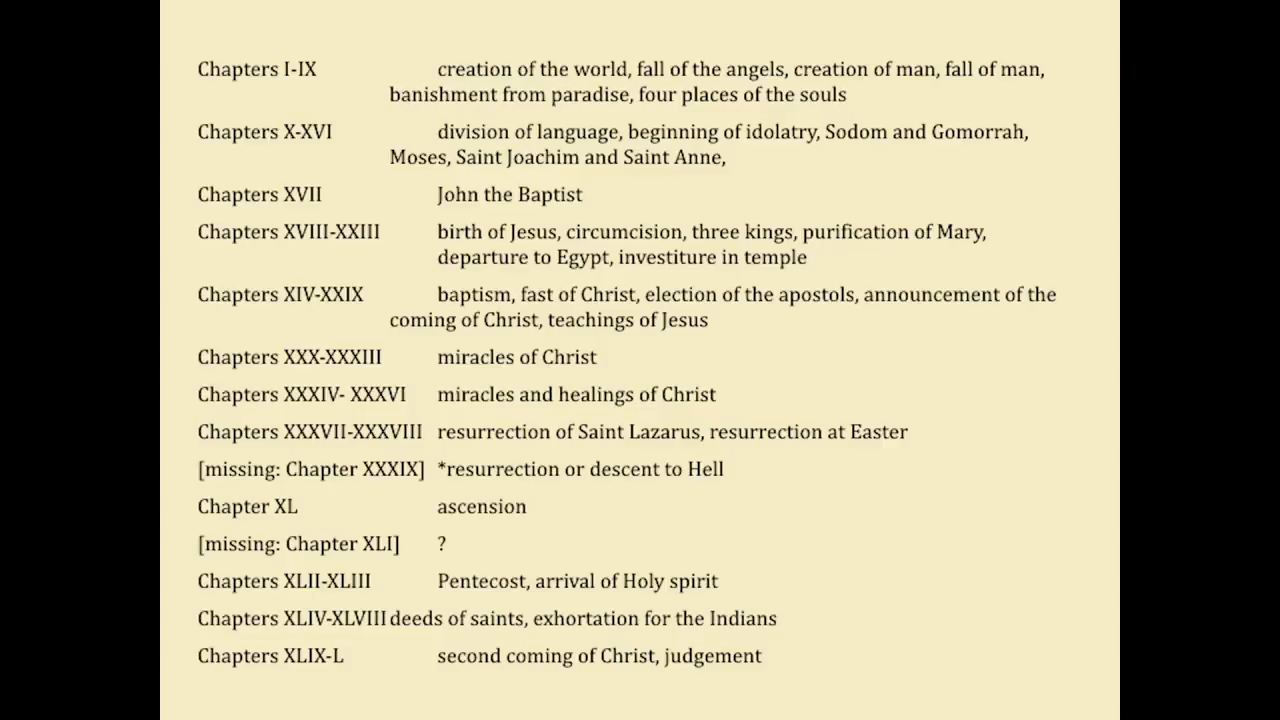 Chapters I-IX creation of the world, fall of the angels, creation of man, fall of man,
banishment from paradise, four places of the souls
Chapters X-XVI division of language, beginning of idolatry, Sodom and Gomorrah,
Moses, Saint Joachim and Saint Anne,
Chapters XVII John the Baptist
Chapters XVIII-XXIII birth of Jesus, circumcision, three kings, purification of Mary,
departure to Egypt, investiture in temple
Chapters XIV-XXIX baptism, fast of Christ, election of the apostols, announcement of the
coming of Christ, teachings of Jesus
Chapters XXX-XXXIII miracles of Christ
Chapters XXXIV- XXXVI miracles and healings of Christ
Chapters XXXVII-XXXVIII resurrection of Saint Lazarus, resurrection at Easter
[missing: Chapter XXXIX] *resurrection or descent to Hell
Chapter XL ascension
[missing: Chapter XLI] ?
Chapters XLII-XLIII Pentecost, arrival of Holy spirit
Chapters XLIV-XLVIII deeds of saints, exhortation for the Indians
Chapters XLIX-L second coming of Christ, judgement